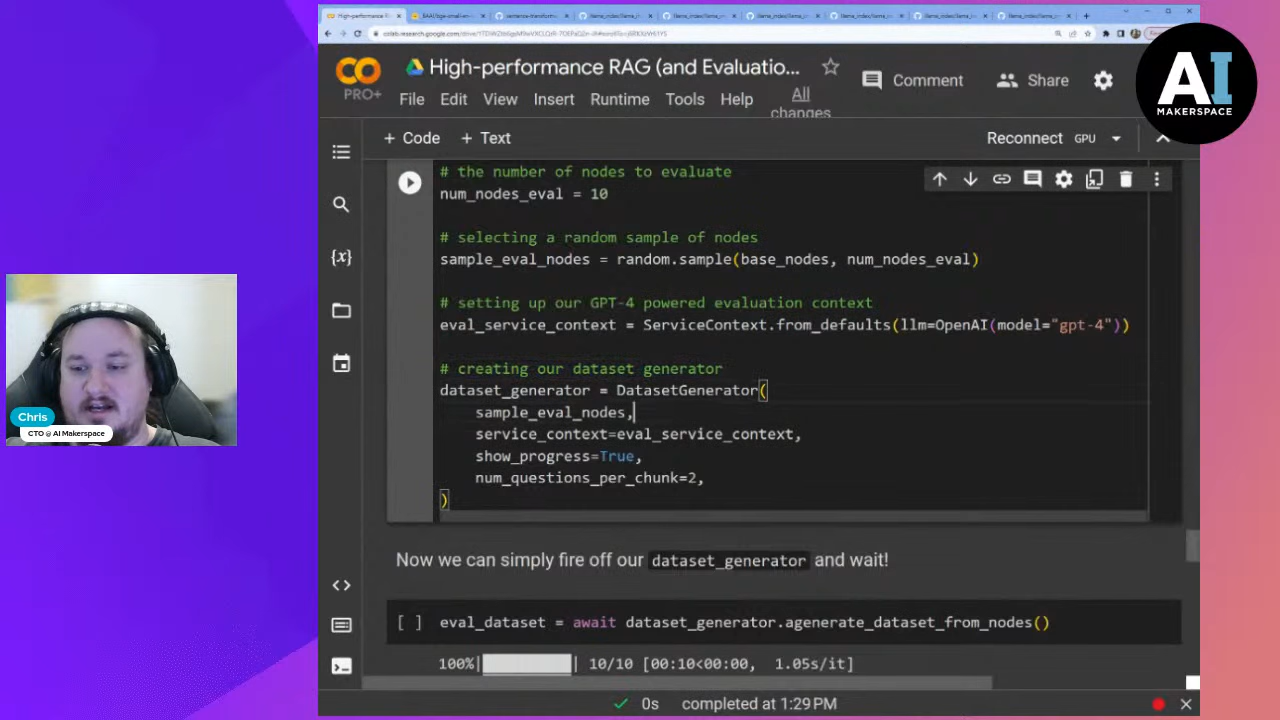 High-performance RAG (and Evaluatio...
PRO+
File Edit View Insert Runtime Tools Help
All changes
Comment
Share
AI
MAKERSPACE
+ Code + Text
Reconnect GPU
# the number of nodes to evaluate
num_nodes_eval = 10
# selecting a random sample of nodes
sample_eval_nodes = random.sample(base_nodes, num_nodes_eval)
# setting up our GPT-4 powered evaluation context
eval_service_context = ServiceContext.from_defaults(llm=OpenAI(model="gpt-4"))
# creating our dataset generator
dataset_generator = DatasetGenerator(
sample_eval_nodes,
service_context=eval_service_context,
show_progress=True,
num_questions_per_chunk=2,
)
Now we can simply fire off our dataset_generator and wait!
[ ] eval_dataset = await dataset_generator.agenerate_dataset_from_nodes()
100%| | 10/10 [00:10<00:00, 1.05s/it]
0s completed at 1:29 PM
Chris
CTO @ AI Makerspace